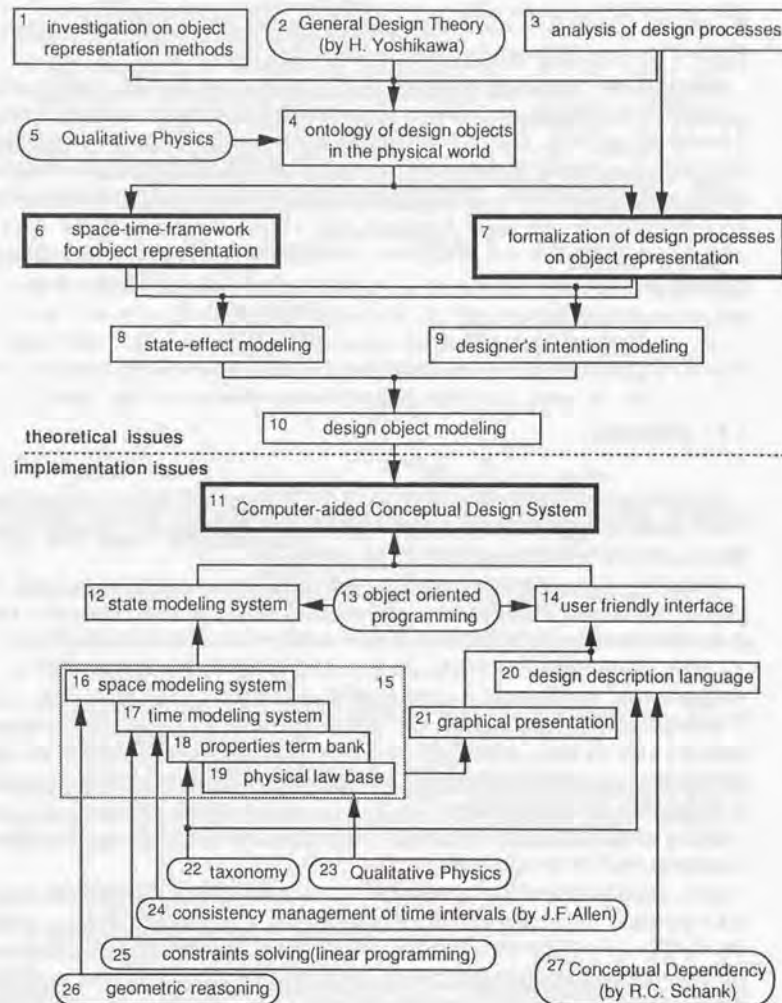 1 investigation on object
representation methods
2 General Design Theory
(by H. Yoshikawa)
3 analysis of design processes
4 ontology of design objects
in the physical world
5 Qualitative Physics
6 space-time-framework
for object representation
7 formalization of design processes
on object representation
8 state-effect modeling
9 designer's intention modeling
10 design object modeling
theoretical issues
implementation issues
11 Computer-aided Conceptual Design System
12 state modeling system
13 object oriented
programming
14 user friendly interface
15
16 space modeling system
17 time modeling system
18 properties term bank
19 physical law base
20 design description language
21 graphical presentation
22 taxonomy
23 Qualitative Physics
24 consistency management of time intervals (by J.F.Allen)
25 constraints solving(linear programming)
26 geometric reasoning
27 Conceptual Dependency
(by R.C. Schank)